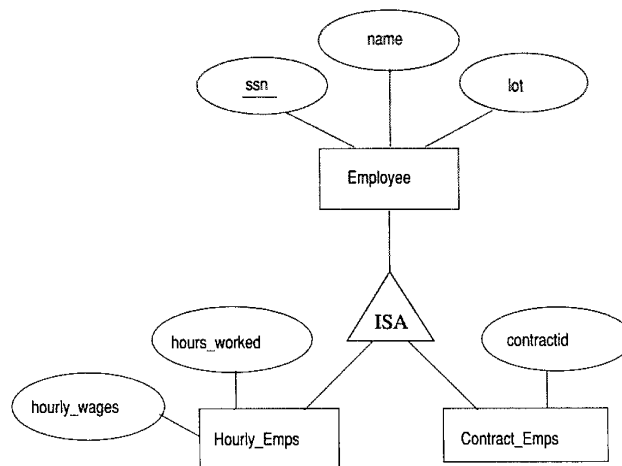 name
ssn
lot
Employee
ISA
hours_worked
contractid
hourly_wages
Hourly_Emps
Contract_Emps